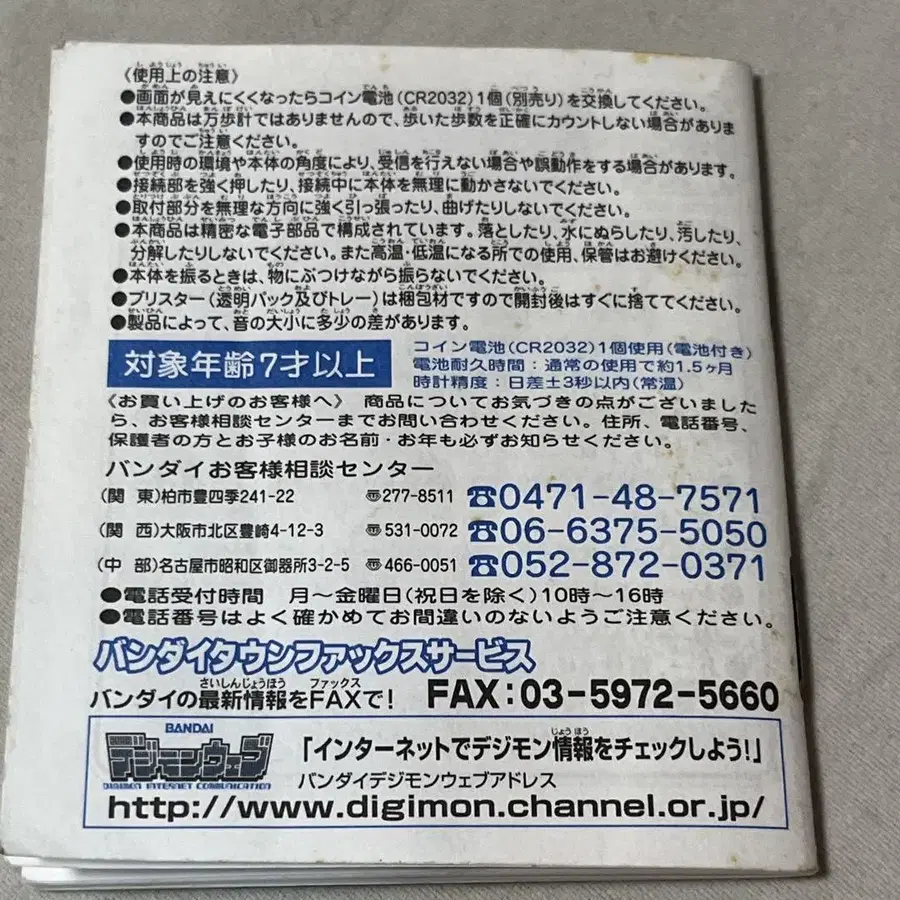 〈使用上の注意〉
●画面が見えにくくなったらコイン電池(CR2032)1個(別売り)を交換してください。
●本商品は万歩計ではありませんので、歩いた歩数を正確にカウントしない場合がありま
すのでご注意ください。
●使用時の環境や本体の角度により、受信を行えない場合や誤動作をする場合があります。
●接続部を強く押したり、接続中に本体を無理に動かさないでください。
●取付部分を無理な方向に強く引っ張ったり、曲げたりしないでください。
●本商品は精密な電子部品で構成されています。落としたり、水にぬらしたり、汚したり、
分解したりしないでください。また高温・低温になる所での使用、保管はお避けください。
●本体を振るときは、物にぶつけながら振らないでください。
●ブリスター(透明パック及びトレー)は梱包材ですので開封後はすぐに捨ててください。
●製品によって、音の大小に多少の差があります。
対象年齢7才以上
コイン電池(CR2032)1個使用(電池付き)
電池耐久時間：通常の使用で約1.5ヶ月
時計精度：日差±3秒以内(常温)
〈お買い上げのお客様へ〉 商品についてお気づきの点がございました
ら、お客様相談センターまでお問い合わせください。住所、電話番号、
保護者の方とお子様のお名前・お年も必ずお知らせください。
バンダイお客様相談センター
(関 東)柏市豊四季241-22 〠277-8511 ☎0471-48-7571
(関 西)大阪市北区豊崎4-12-3 〠531-0072 ☎06-6375-5050
(中 部)名古屋市昭和区御器所3-2-5 〠466-0051 ☎052-872-0371
●電話受付時間 月〜金曜日(祝日を除く)10時〜16時
●電話番号はよく確かめてお間違いのないようご注意ください。
バンダイタウンファックスサービス
さいしんじょうほう ファックス
バンダイの最新情報をFAXで! FAX:03-5972-5660
BANDAI
デジモンウェブ
DIGIMON INTERNET COMMUNICATION
じょうほう
「インターネットでデジモン情報をチェックしよう!」
バンダイデジモンウェブアドレス
http://www.digimon.channel.or.jp/